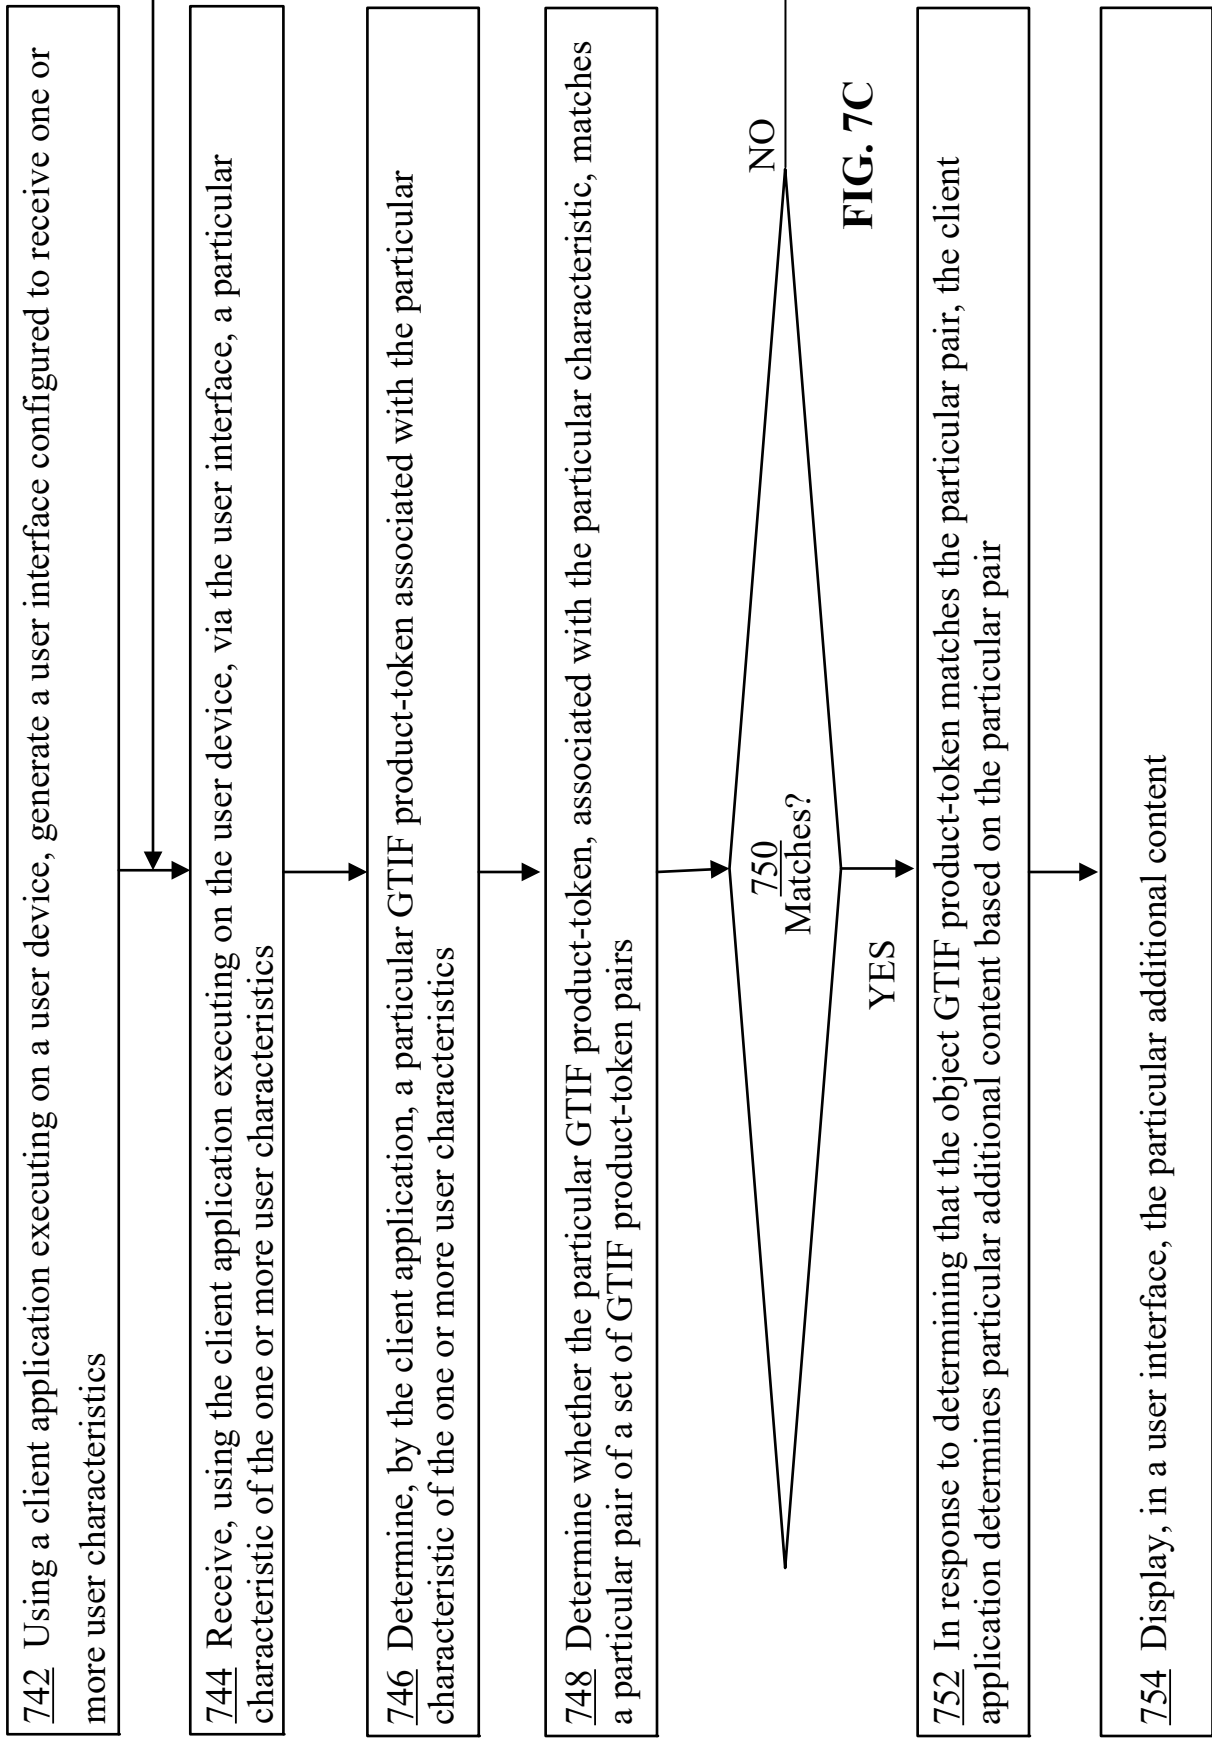 742 Using a client application executing on a user device, generate a user interface configured to receive one or
more user characteristics
744 Receive, using the client application executing on the user device, via the user interface, a particular
characteristic of the one or more user characteristics
746 Determine, by the client application, a particular GTIF product-token associated with the particular
characteristic of the one or more user characteristics
748 Determine whether the particular GTIF product-token, associated with the particular characteristic, matches
a particular pair of a set of GTIF product-token pairs
750
Matches?
NO
YES
752 In response to determining that the object GTIF product-token matches the particular pair, the client
application determines particular additional content based on the particular pair
754 Display, in a user interface, the particular additional content
FIG. 7C